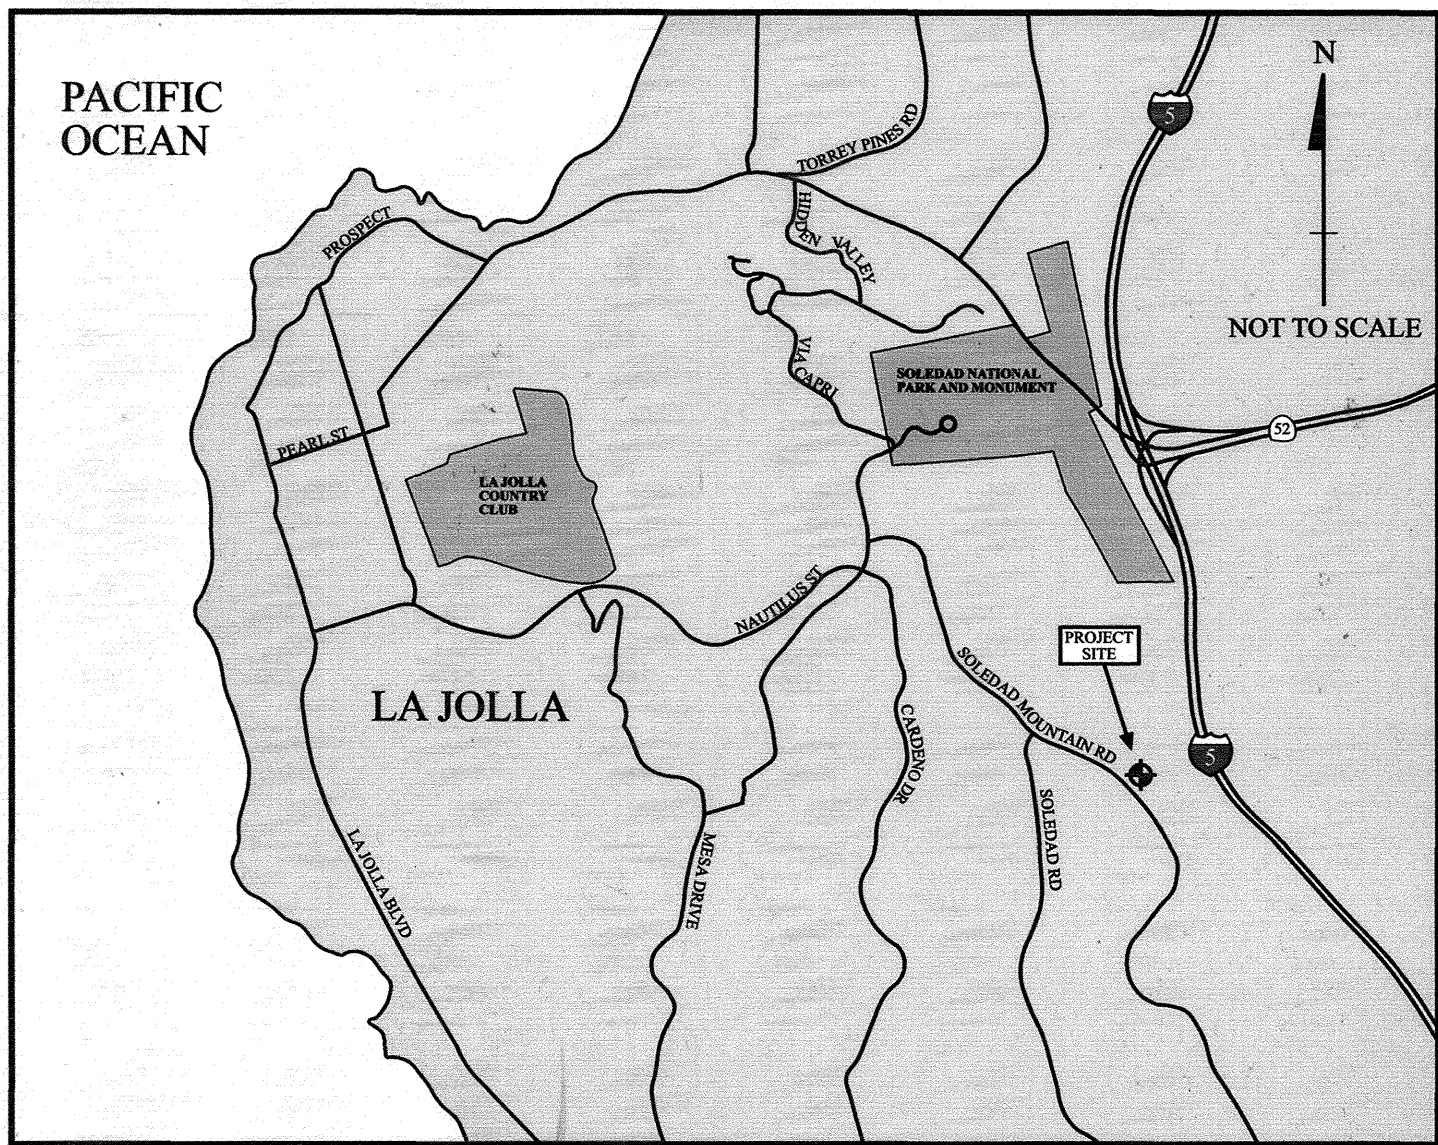 PACIFIC
OCEAN
N
5
TORREY PINES RD
HIDDEN VALLEY
PROSPECT
NOT TO SCALE
VIA CAPRI
SOLEDAD NATIONAL
PARK AND MONUMENT
52
PEARL ST
LA JOLLA
COUNTRY
CLUB
NAUTILUS ST
PROJECT
SITE
LA JOLLA
SOLEDAD MOUNTAIN RD
CARDENO DR
5
SOLEDAD RD
LA JOLLA BLVD
MESA DRIVE